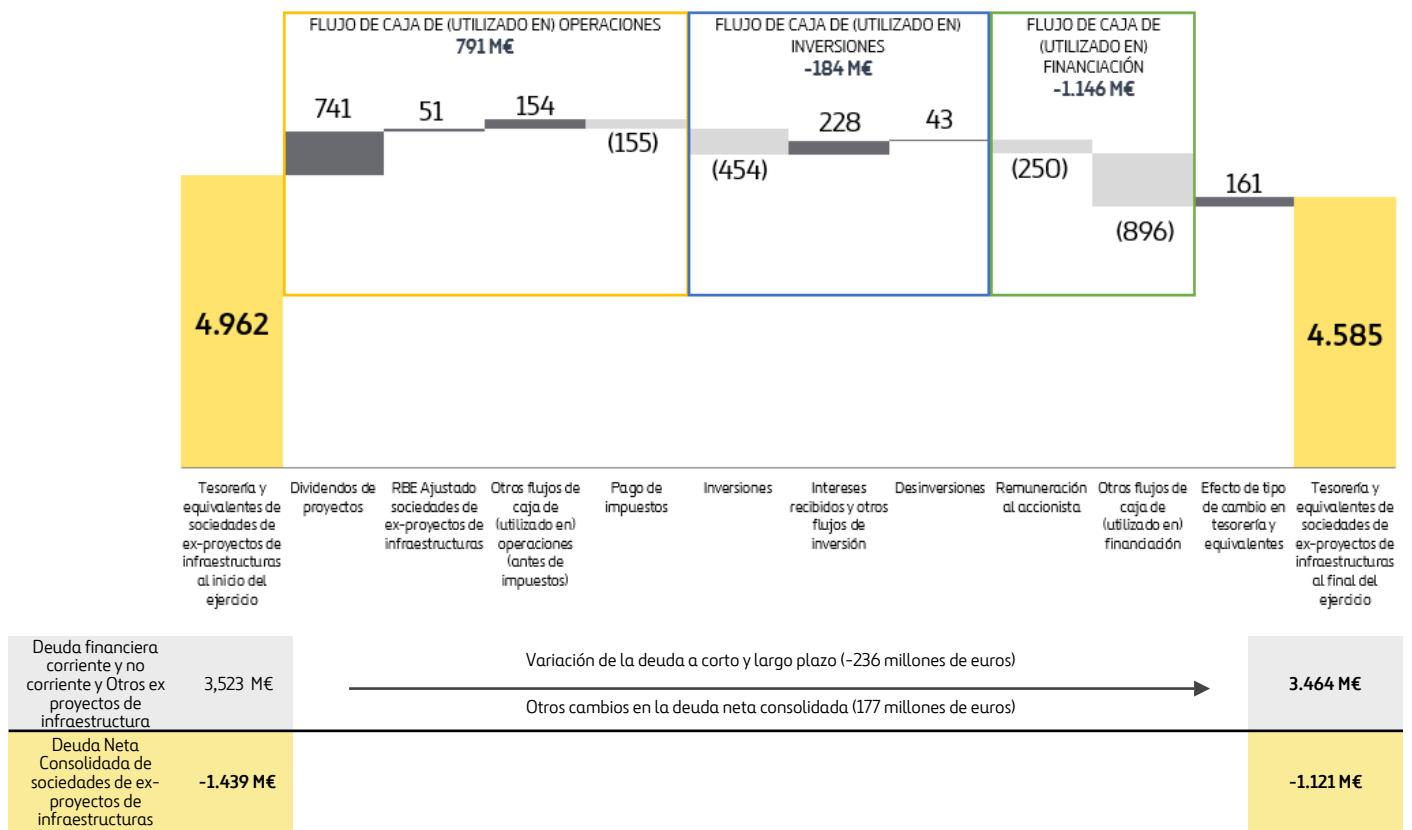 FLUJO DE CAJA DE (UTILIZADO EN) OPERACIONES
791 M€
FLUJO DE CAJA DE (UTILIZADO EN)
INVERSIONES
-184 M€
FLUJO DE CAJA DE
(UTILIZADO EN)
FINANCIACIÓN
-1.146 M€
741
51
154
(155)
(454)
228
43
(250)
(896)
161
4.962
4.585
Tesorería y
equivalentes de
sociedades de
ex-proyectos de
infraestructuras
al inicio del
ejercicio
Dividendos de
proyectos
RBE Ajustado
sociedades de
ex-proyectos de
infraestructuras
Otros flujos de
caja de
(utilizado en)
operaciones
(antes de
impuestos)
Pago de
impuestos
Inversiones
Intereses
recibidos y otros
flujos de
inversión
Desinversiones
Remuneración
al accionista
Otros flujos de
caja de
(utilizado en)
financiación
Efecto de tipo
de cambio en
tesorería y
equivalentes
Tesorería y
equivalentes de
sociedades de
ex-proyectos de
infraestructuras
al final del
ejercicio
Deuda financiera
corriente y no
corriente y Otros ex
proyectos de
infraestructura
3,523 M€
Variación de la deuda a corto y largo plazo (-236 millones de euros)
Otros cambios en la deuda neta consolidada (177 millones de euros)
3.464 M€
Deuda Neta
Consolidada de
sociedades de ex-
proyectos de
infraestructuras
-1.439 M€
-1.121 M€